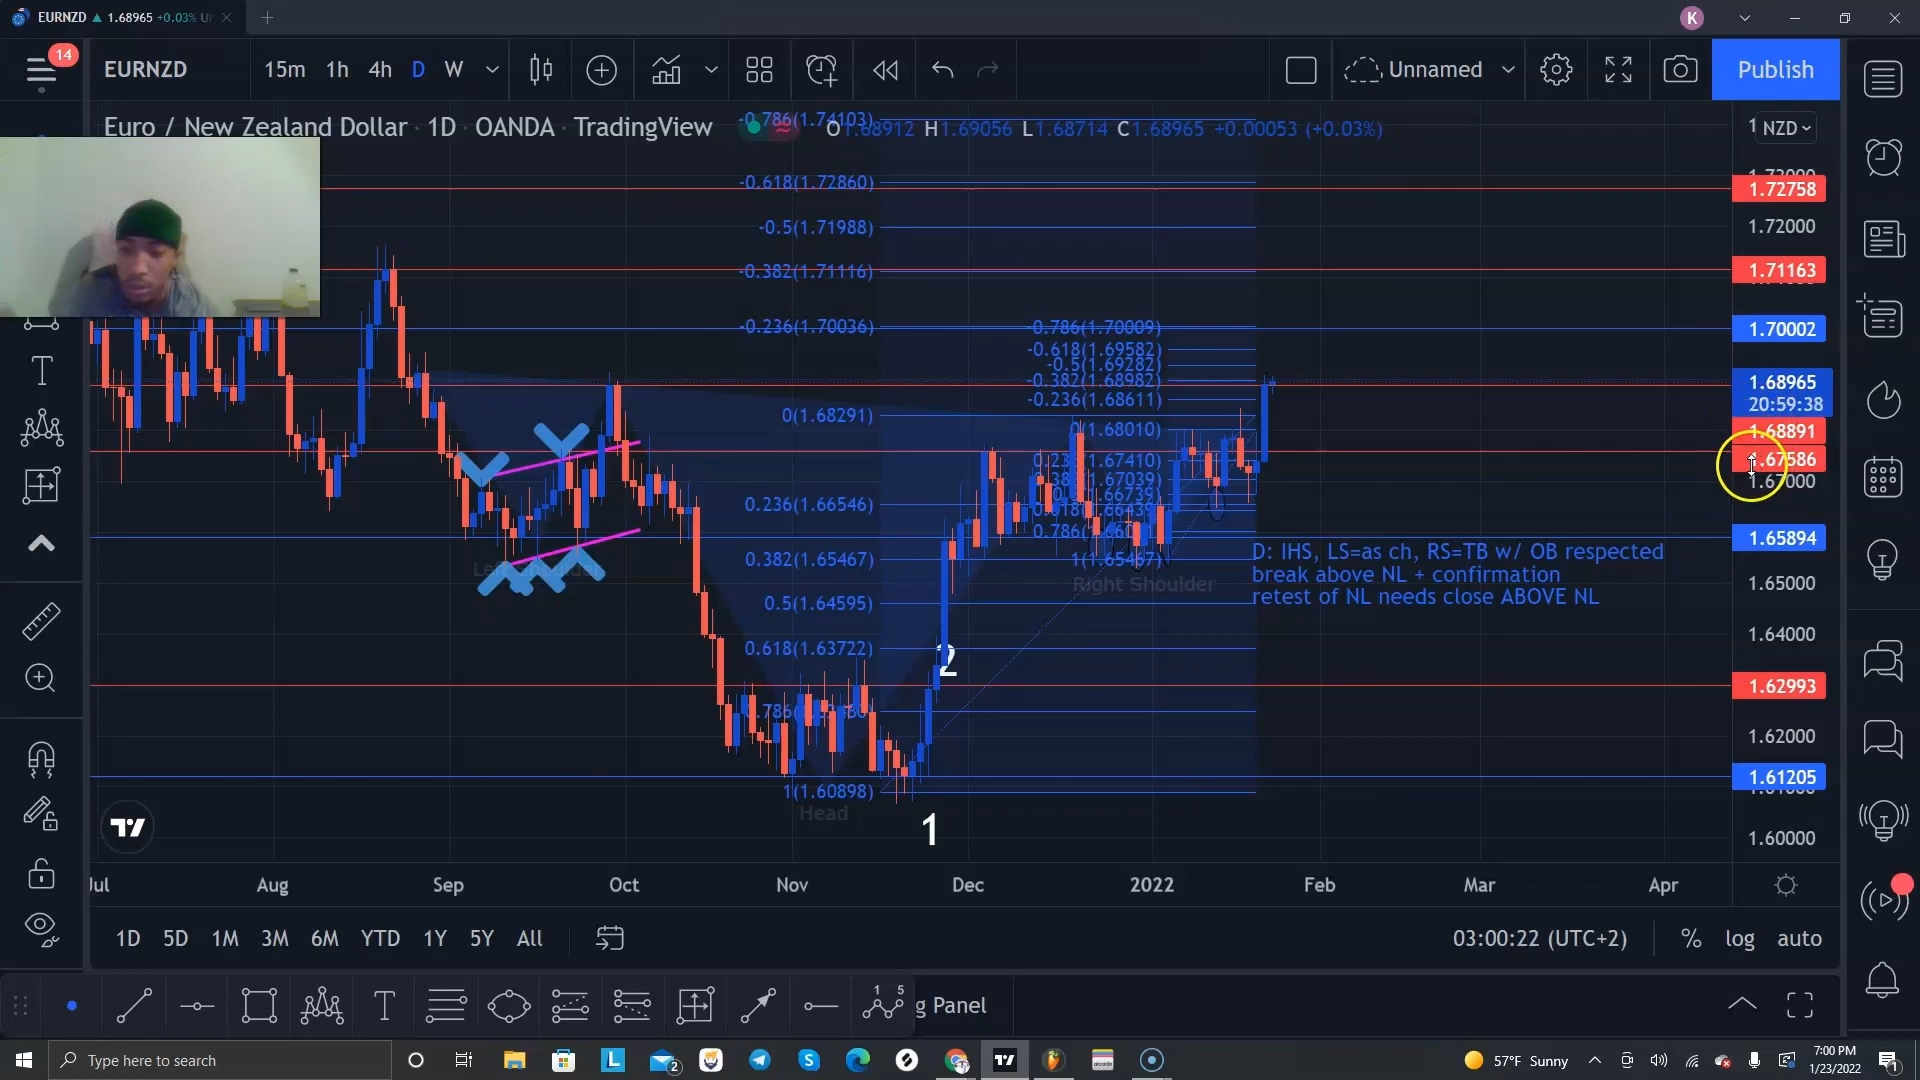 EURNZD ▲ 1.68965 +0.03%
K
14
EURNZD
15m 1h 4h D W
Unnamed
Publish
Euro / New Zealand Dollar · 1D · OANDA · TradingView
O1.68912 H1.69056 L1.68714 C1.68965 +0.00053 (+0.03%)
NZD
-0.786(1.74103)
-0.618(1.72860)
-0.5(1.71988)
-0.382(1.71116)
-0.236(1.70036)
0(1.68291)
0.236(1.66546)
0.382(1.65467)
0.5(1.64595)
0.618(1.63722)
1(1.60898)
-0.786(1.70009)
-0.618(1.69582)
-0.5(1.69282)
-0.382(1.68982)
-0.236(1.68611)
0(1.68010)
1(1.65467)
Right Shoulder
Head
2
1
D: IHS, LS=as ch, RS=TB w/ OB respected
break above NL + confirmation
retest of NL needs close ABOVE NL
1.72758
1.72000
1.71163
1.70002
1.68965
20:59:38
1.68891
1.67586
1.67000
1.65894
1.65000
1.64000
1.62993
1.62000
1.61205
1.60000
Jul Aug Sep Oct Nov Dec 2022 Feb Mar Apr
1D 5D 1M 3M 6M YTD 1Y 5Y All
03:00:22 (UTC+2) % log auto
g Panel
Type here to search
57°F Sunny
7:00 PM
1/23/2022